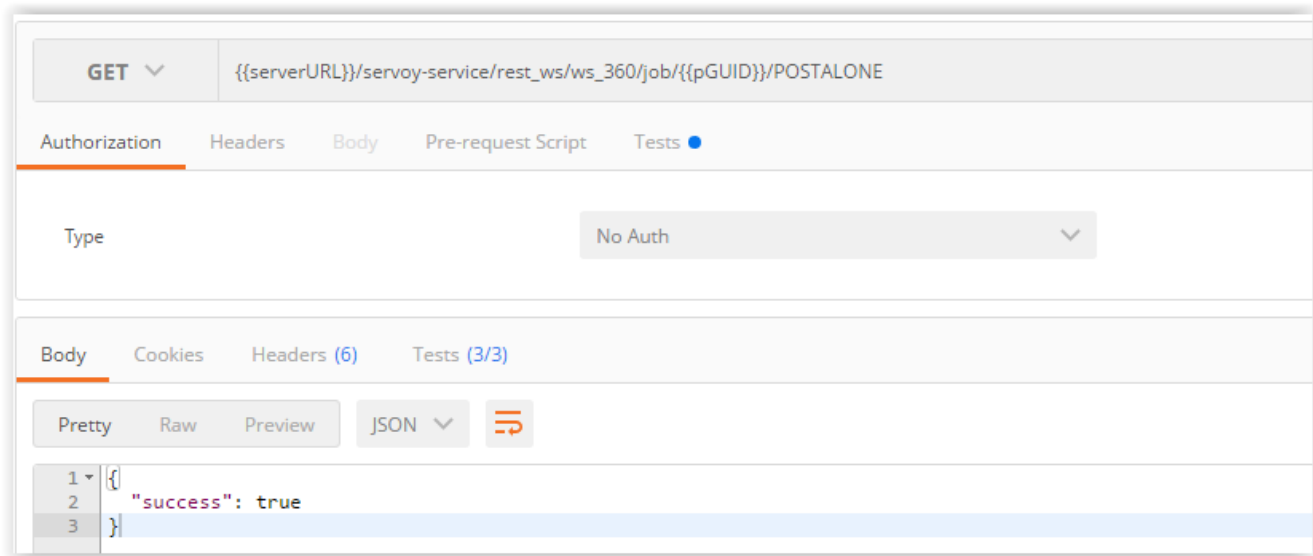 GET {{serverURL}}/servoy-service/rest_ws/ws_360/job/{{pGUID}}/POSTALONE
Authorization Headers Body Pre-request Script Tests
Type No Auth
Body Cookies Headers (6) Tests (3/3)
Pretty Raw Preview JSON
1 {
2 "success": true
3 }